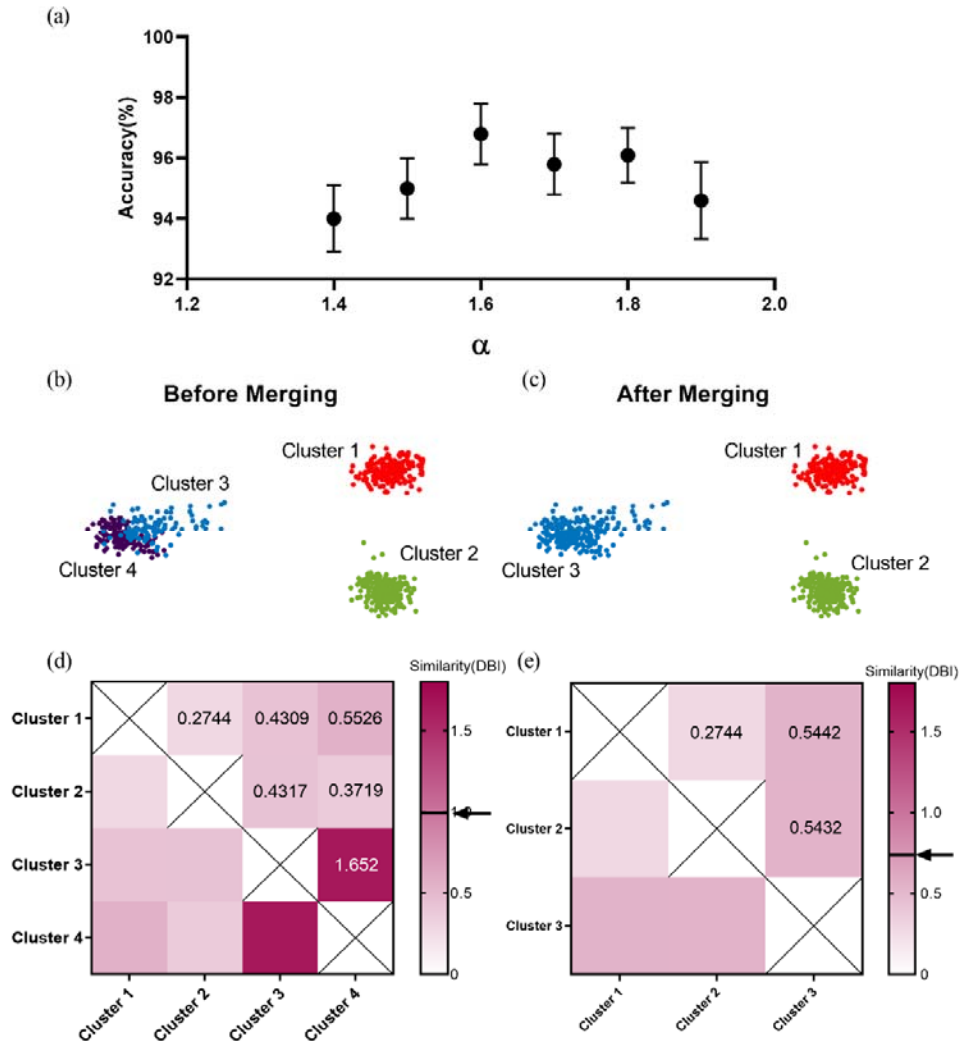 (a)
100
98
96
94
92
Accuracy(%)
1.2
1.4
1.6
1.8
2.0
α
(b)
Before Merging
Cluster 1
Cluster 3
Cluster 4
Cluster 2
(c)
After Merging
Cluster 1
Cluster 3
Cluster 2
(d)
Similarity(DBI)
Cluster 1
0.2744
0.4309
0.5526
Cluster 2
0.4317
0.3719
Cluster 3
1.652
Cluster 4
Cluster 1
Cluster 2
Cluster 3
Cluster 4
1.5
1.0
0.5
0
(e)
Similarity(DBI)
Cluster 1
0.2744
0.5442
Cluster 2
0.5432
Cluster 3
Cluster 1
Cluster 2
Cluster 3
1.5
1.0
0.5
0